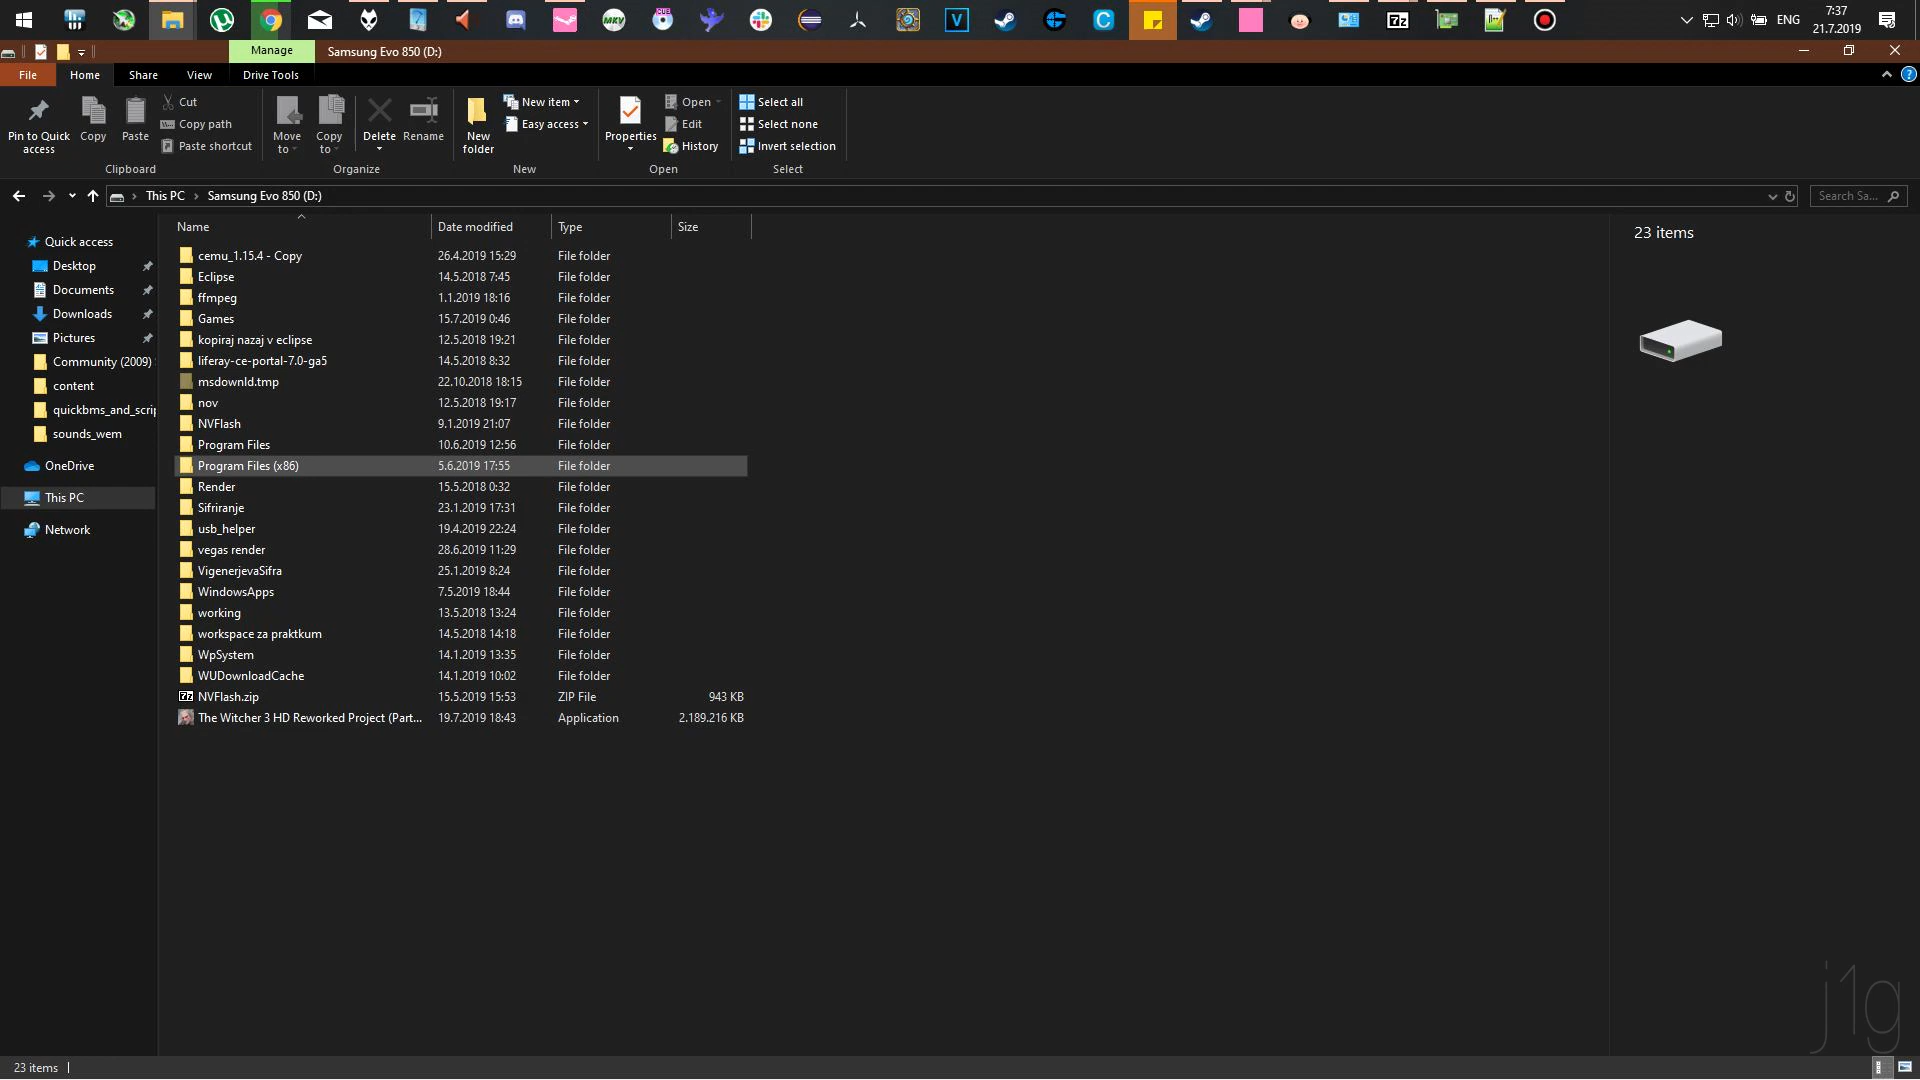 MKV
CUE
V
C
7z
ENG
7:37
21.7.2019
Manage
Samsung Evo 850 (D:)
File
Home
Share
View
Drive Tools
Pin to Quick access
Copy
Paste
Cut
Copy path
Paste shortcut
Clipboard
Move to
Copy to
Delete
Rename
Organize
New folder
New item
Easy access
New
Properties
Open
Edit
History
Open
Select all
Select none
Invert selection
Select
This PC
Samsung Evo 850 (D:)
Search Sa...
Quick access
Desktop
Documents
Downloads
Pictures
Community (2009)
content
quickbms_and_scrip
sounds_wem
OneDrive
This PC
Network
Name Date modified Type Size
cemu_1.15.4 - Copy 26.4.2019 15:29 File folder
Eclipse 14.5.2018 7:45 File folder
ffmpeg 1.1.2019 18:16 File folder
Games 15.7.2019 0:46 File folder
kopiraj nazaj v eclipse 12.5.2018 19:21 File folder
liferay-ce-portal-7.0-ga5 14.5.2018 8:32 File folder
msdownld.tmp 22.10.2018 18:15 File folder
nov 12.5.2018 19:17 File folder
NVFlash 9.1.2019 21:07 File folder
Program Files 10.6.2019 12:56 File folder
Program Files (x86) 5.6.2019 17:55 File folder
Render 15.5.2018 0:32 File folder
Sifriranje 23.1.2019 17:31 File folder
usb_helper 19.4.2019 22:24 File folder
vegas render 28.6.2019 11:29 File folder
VigenerjevaSifra 25.1.2019 8:24 File folder
WindowsApps 7.5.2019 18:44 File folder
working 13.5.2018 13:24 File folder
workspace za praktkum 14.5.2018 14:18 File folder
WpSystem 14.1.2019 13:35 File folder
WUDownloadCache 14.1.2019 10:02 File folder
NVFlash.zip 15.5.2019 15:53 ZIP File 943 KB
The Witcher 3 HD Reworked Project (Part... 19.7.2019 18:43 Application 2.189.216 KB
23 items
j1g
23 items